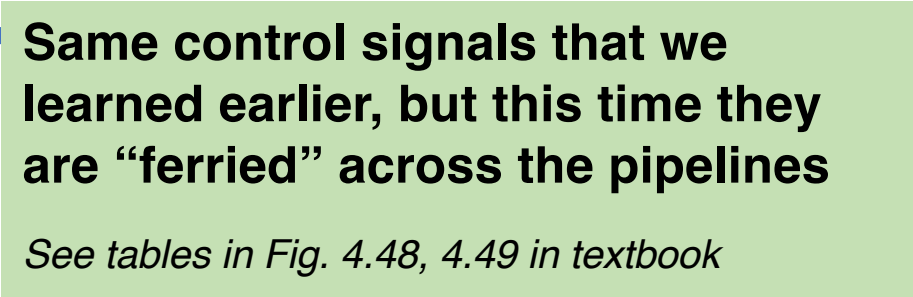 Same control signals that we
learned earlier, but this time they
are “ferried” across the pipelines
See tables in Fig. 4.48, 4.49 in textbook